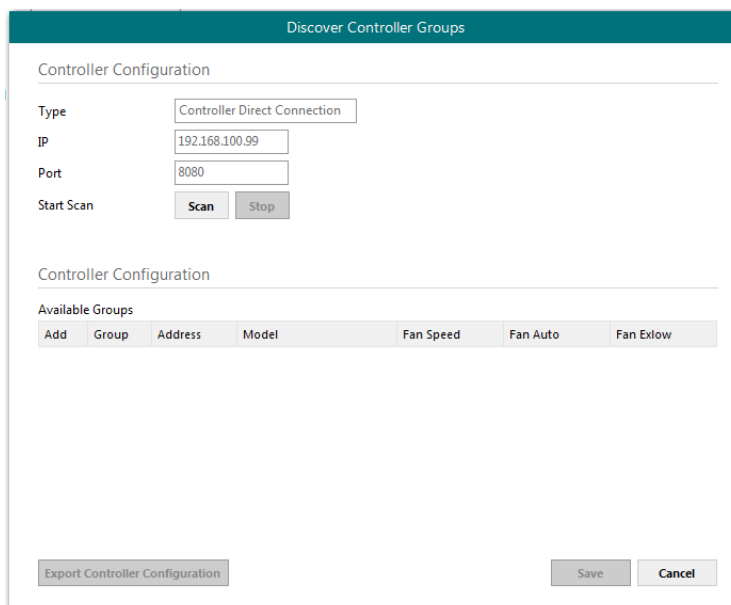 Discover Controller Groups
Controller Configuration
Type Controller Direct Connection
IP 192.168.100.99
Port 8080
Start Scan Scan Stop
Controller Configuration
Available Groups
Add Group Address Model Fan Speed Fan Auto Fan Exlow
Export Controller Configuration Save Cancel